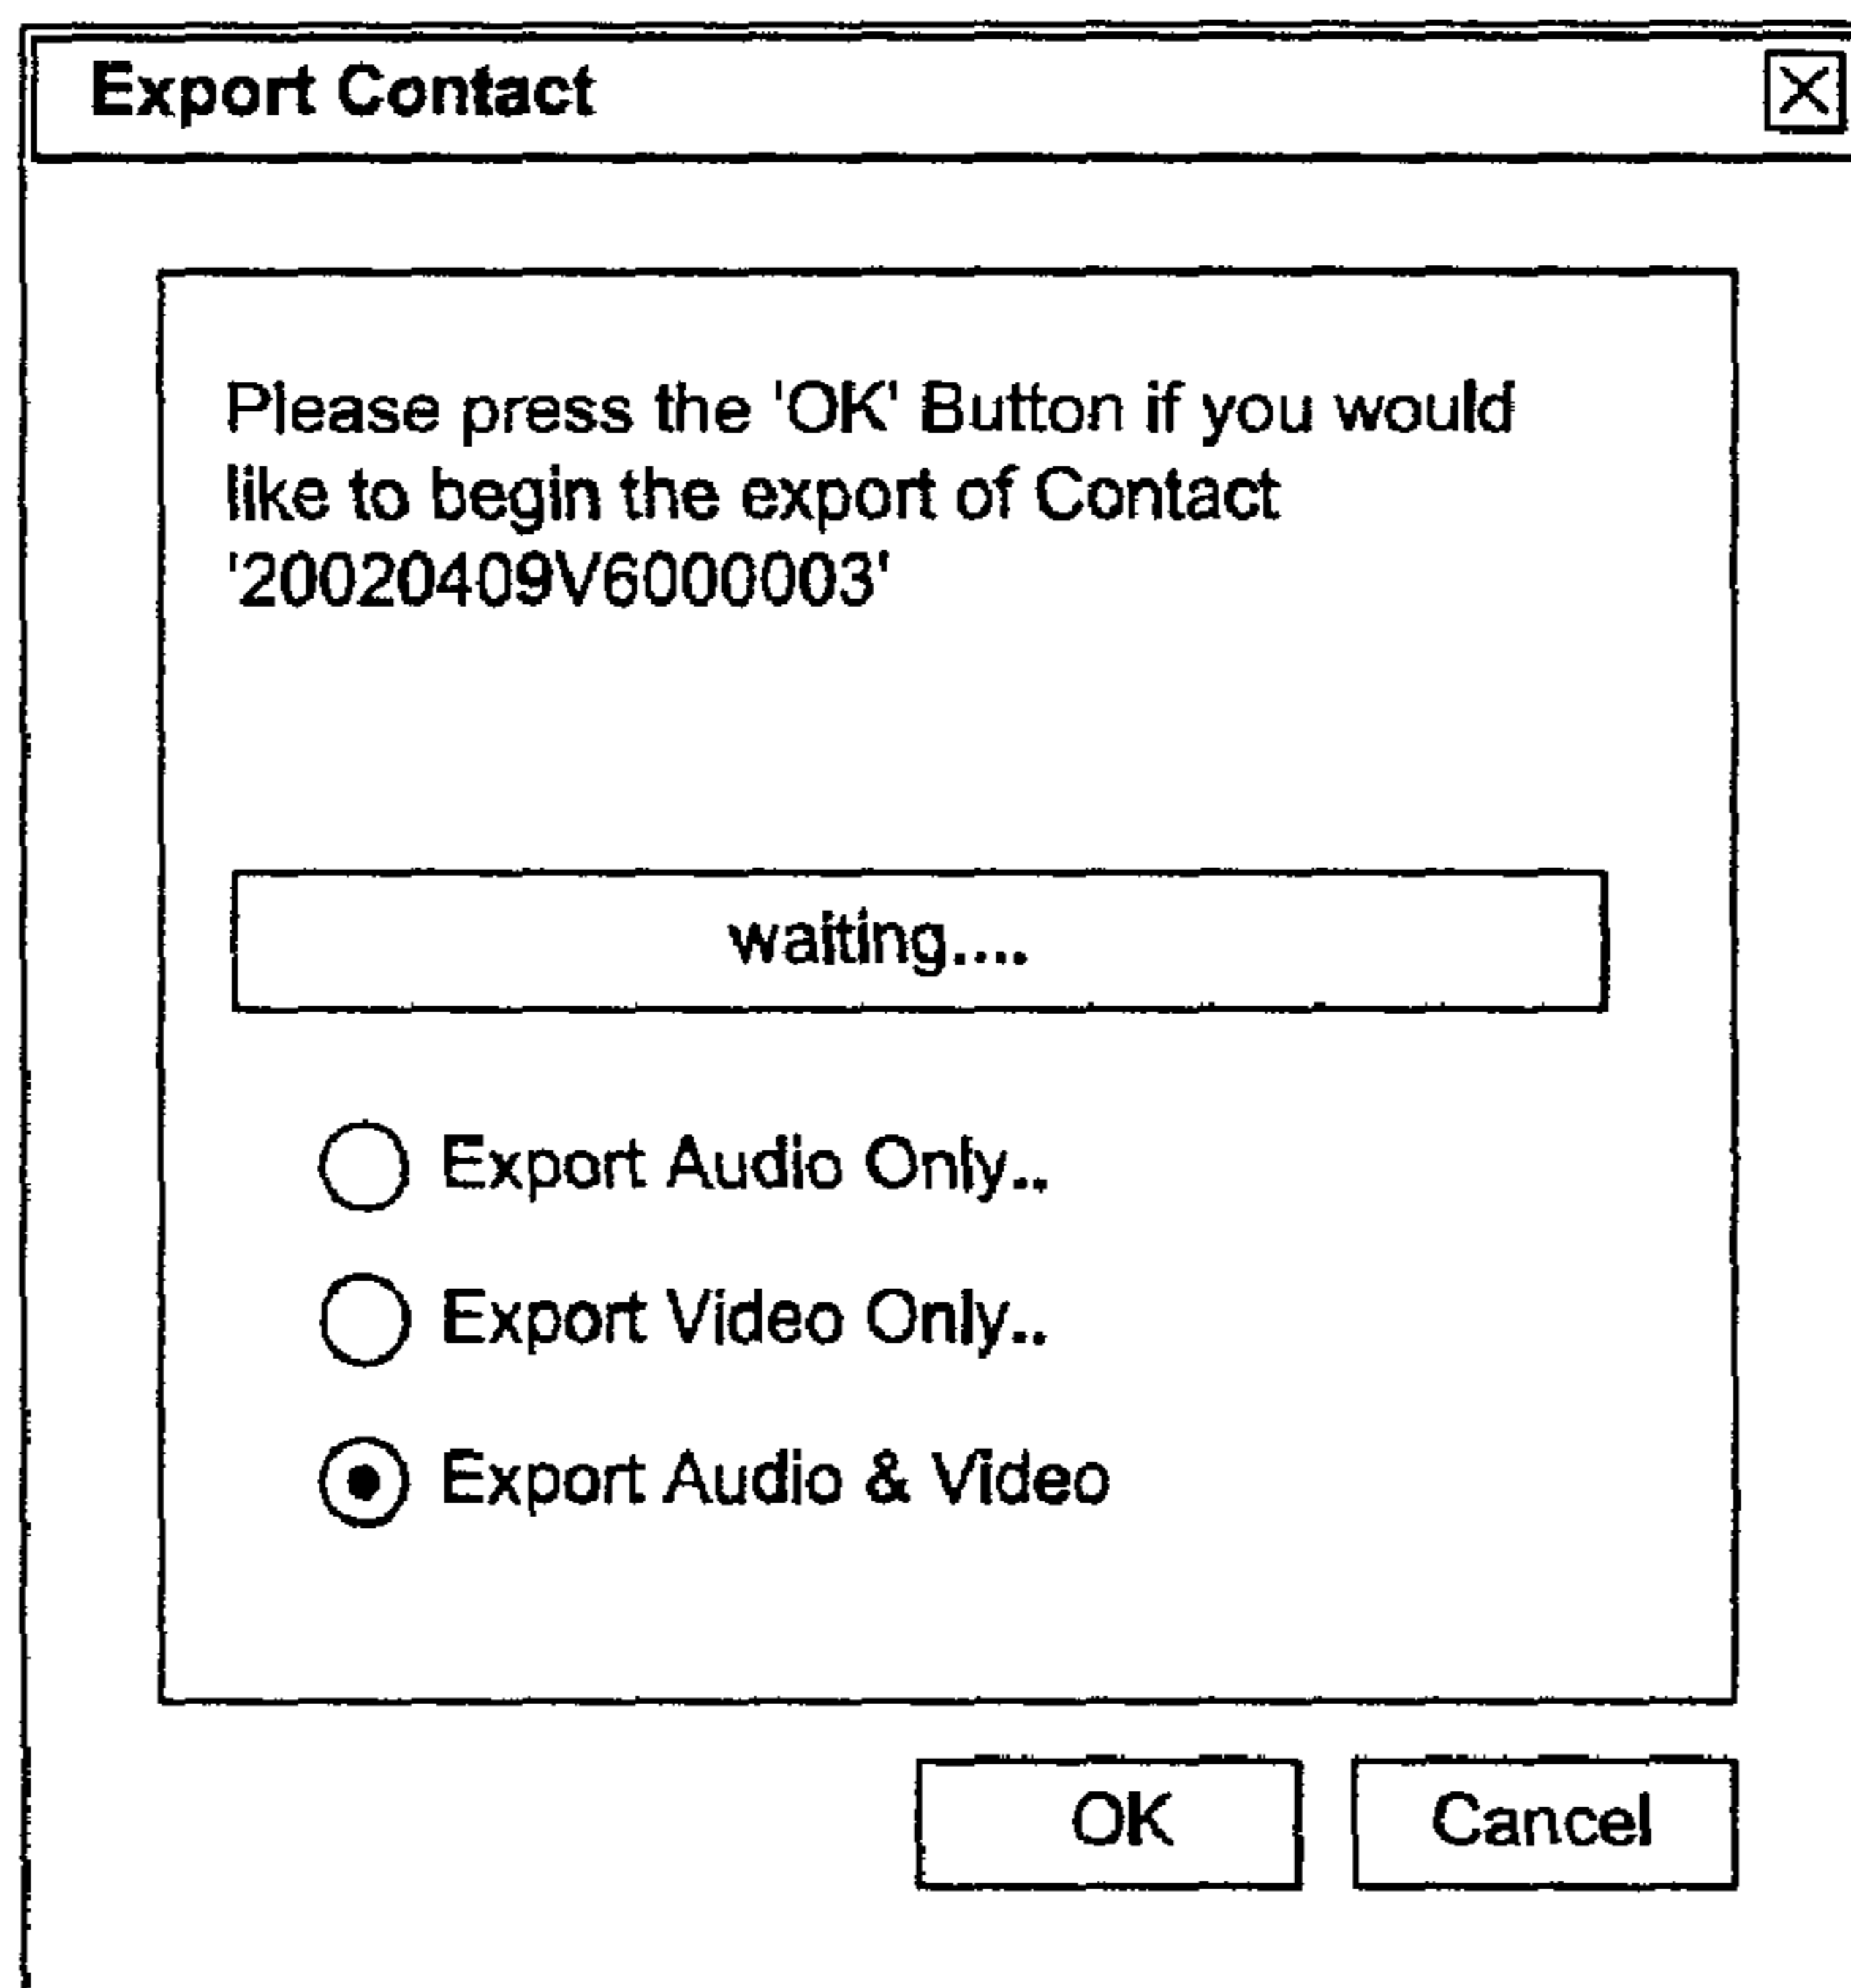 Export Contact
Please press the 'OK' Button if you would
like to begin the export of Contact
'20020409V6000003'
waiting....
Export Audio Only..
Export Video Only..
Export Audio & Video
OK
Cancel